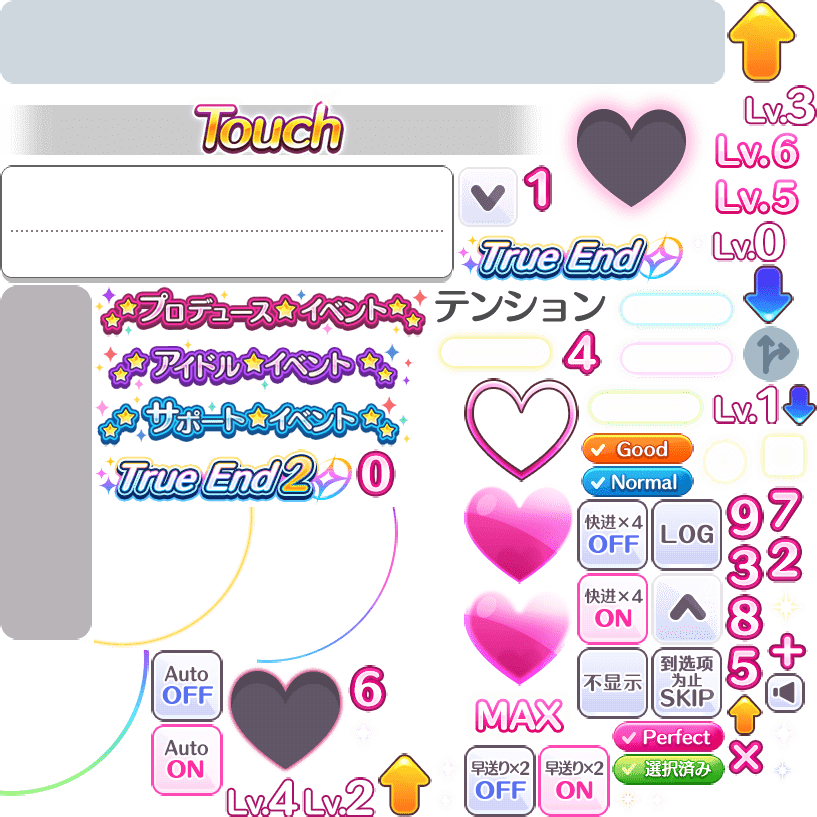 Touch
Lv.3
Lv.6
Lv.5
1
Lv.0
True End
プロデュース★イベント
テンション
アイドル★イベント
4
サポート★イベント
Lv.1
Good
Normal
True End 2
0
快进×4
OFF
LOG
9
7
快进×4
ON
3
2
8
不显示
到选项
为止
SKIP
5
+
Auto
OFF
6
MAX
Perfect
Auto
ON
早送り×2
OFF
早送り×2
ON
選択済み
×
Lv.4
Lv.2